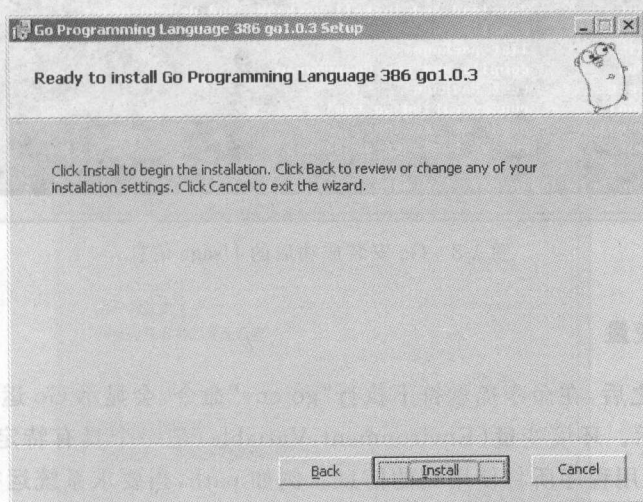 Go Programming Language 386 go1.0.3 Setup
Ready to install Go Programming Language 386 go1.0.3
Click Install to begin the installation. Click Back to review or change any of your
installation settings. Click Cancel to exit the wizard.
Back
Install
Cancel